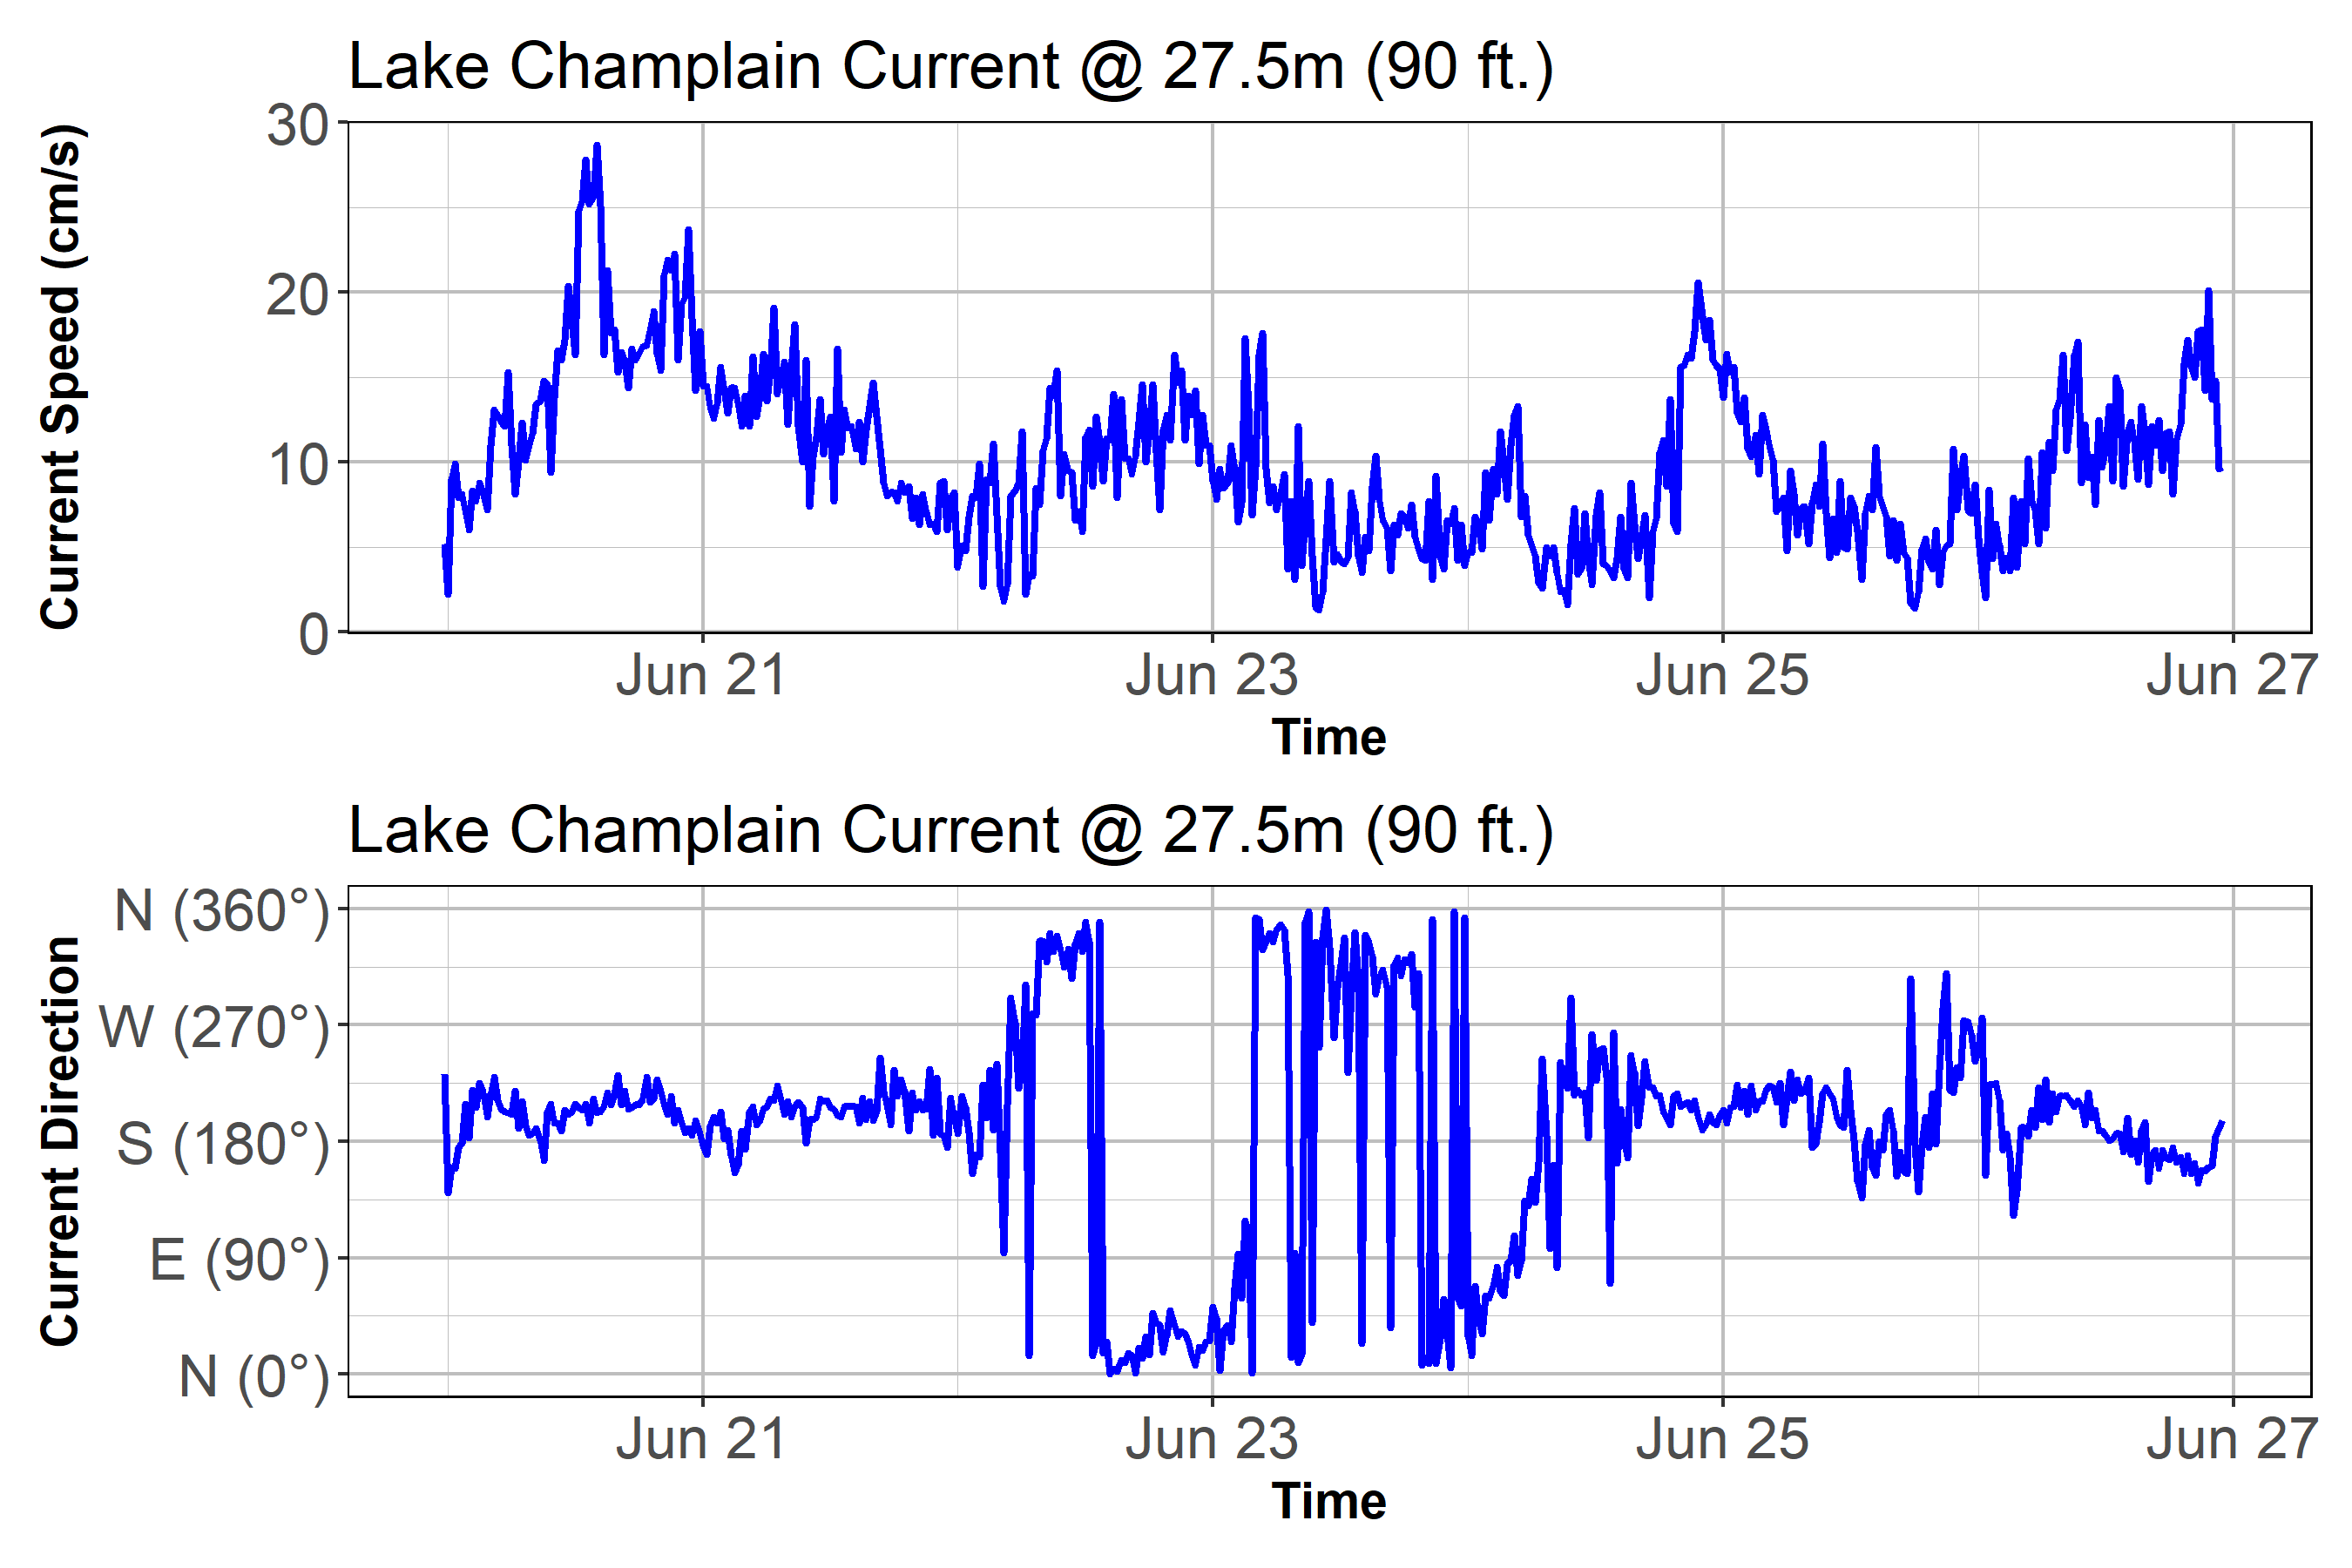 Lake Champlain Current @ 27.5m (90 ft.)
Current Speed (cm/s)
30
20
10
0
Jun 21 Jun 23 Jun 25 Jun 27
Time
Lake Champlain Current @ 27.5m (90 ft.)
Current Direction
N (360°)
W (270°)
S (180°)
E (90°)
N (0°)
Jun 21 Jun 23 Jun 25 Jun 27
Time